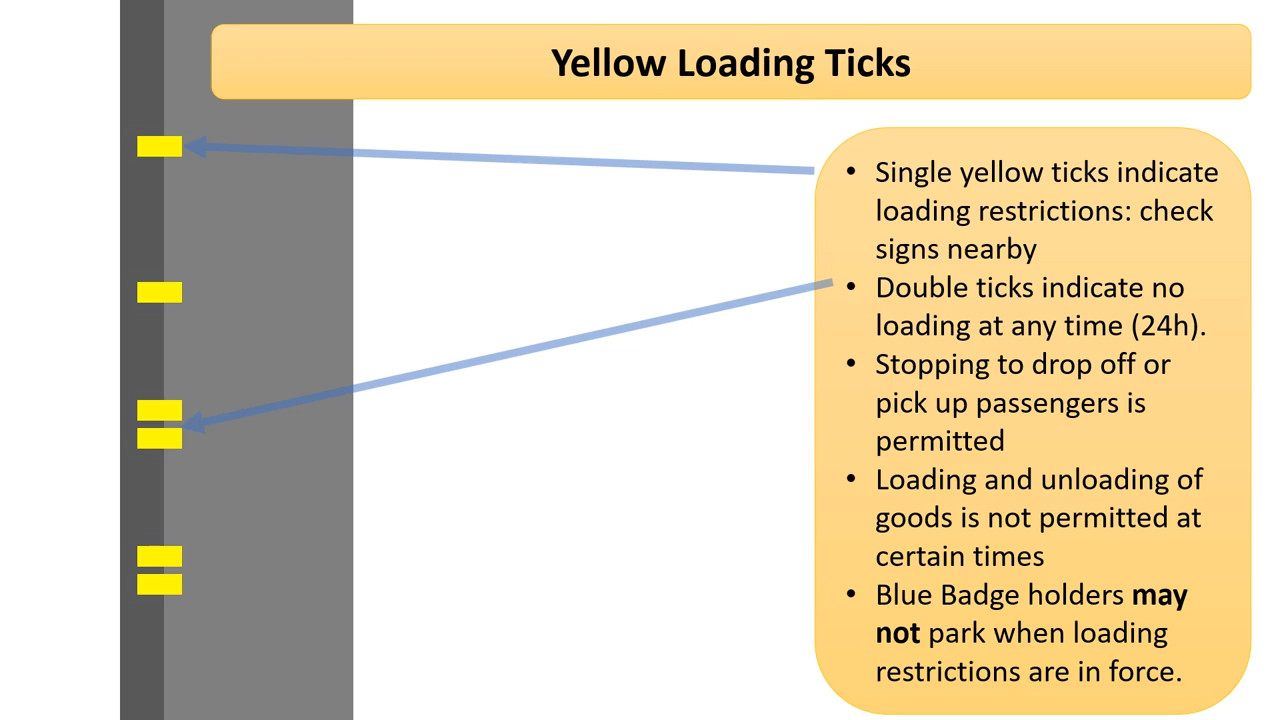 Yellow Loading Ticks
• Single yellow ticks indicate
loading restrictions: check
signs nearby
• Double ticks indicate no
loading at any time (24h).
• Stopping to drop off or
pick up passengers is
permitted
• Loading and unloading of
goods is not permitted at
certain times
• Blue Badge holders may
not park when loading
restrictions are in force.